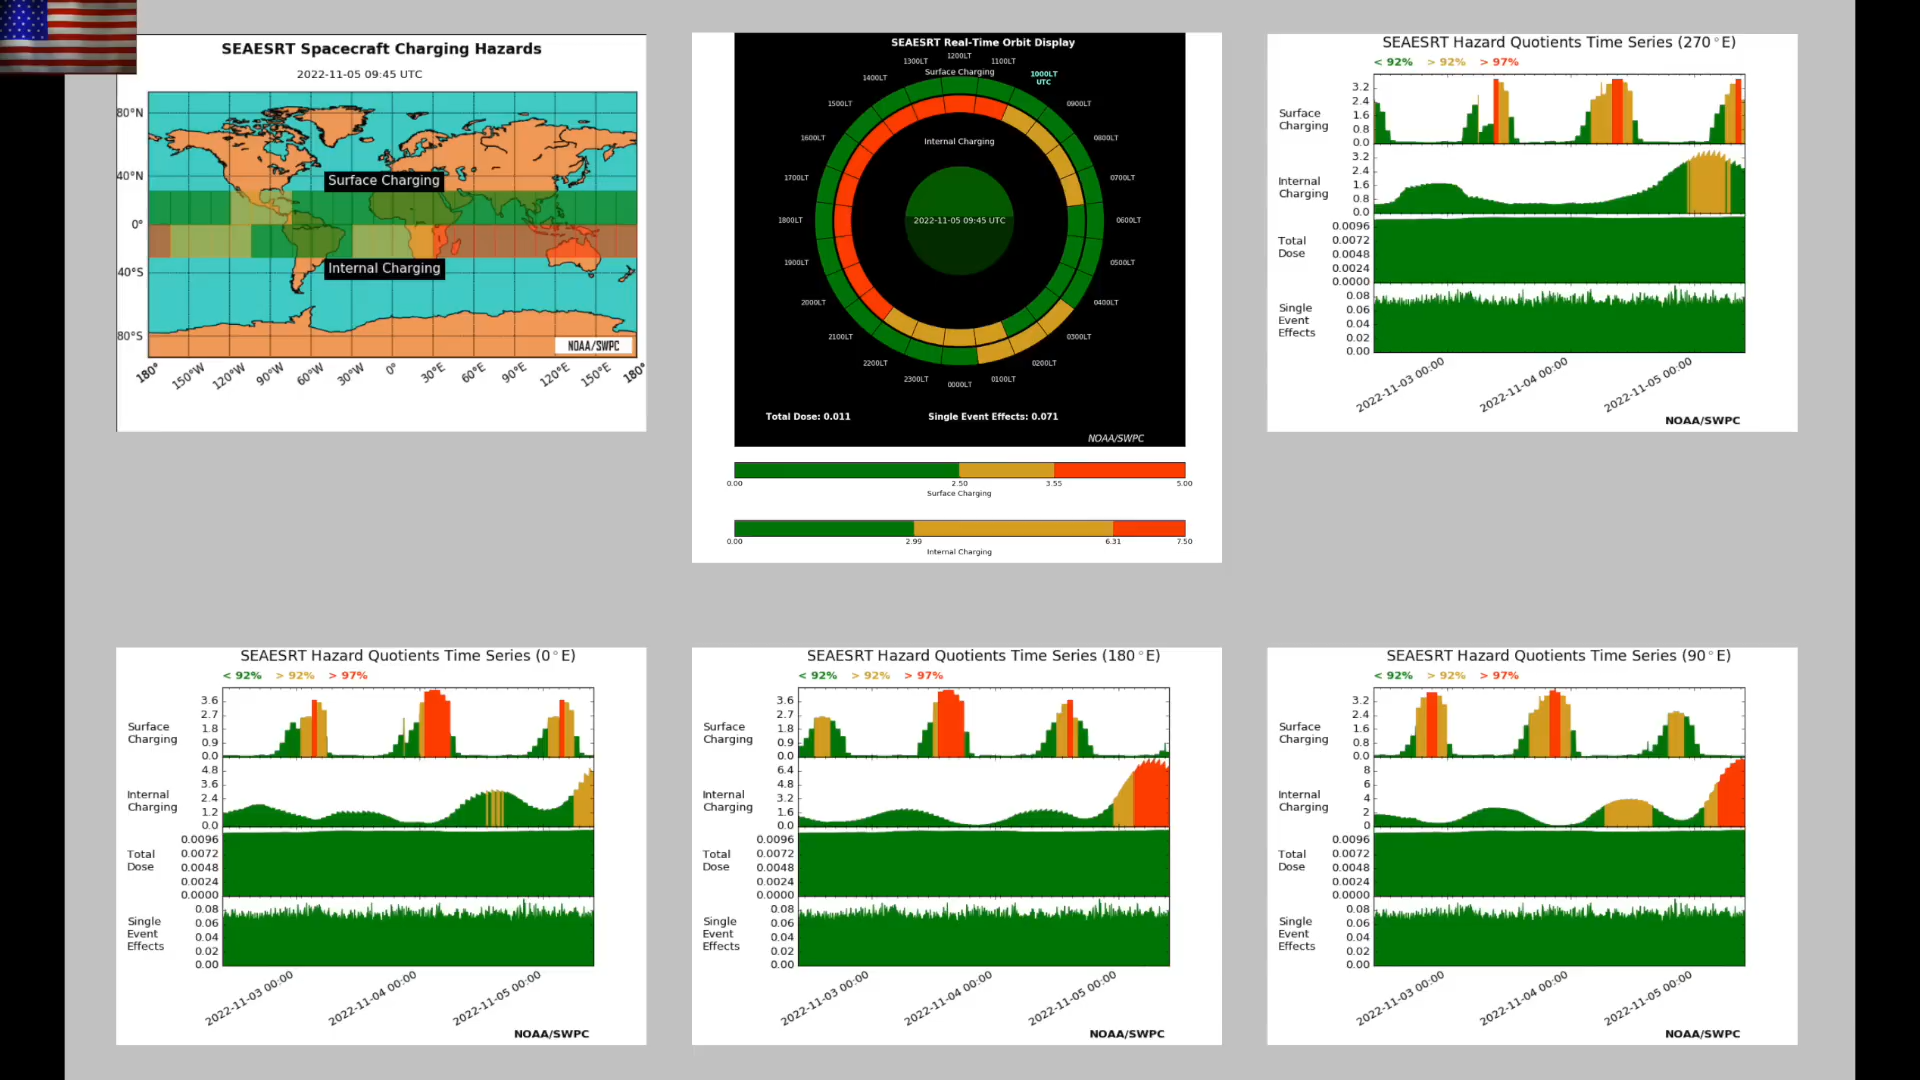 SEAESRT Spacecraft Charging Hazards
2022-11-05 09:45 UTC
80°N
40°N
0°
40°S
80°S
Surface Charging
Internal Charging
NOAA/SWPC
180° 150°W 120°W 90°W 60°W 30°W 0° 30°E 60°E 90°E 120°E 150°E 180°
SEAESRT Real-Time Orbit Display
1200LT
1300LT
1100LT
Surface Charging
1000LT
UTC
1400LT
1500LT
0900LT
1600LT
0800LT
Internal Charging
1700LT
0700LT
1800LT
2022-11-05 09:45 UTC
0600LT
1900LT
0500LT
2000LT
0400LT
2100LT
0300LT
2200LT
0200LT
2300LT
0100LT
0000LT
Total Dose: 0.011
Single Event Effects: 0.071
NOAA/SWPC
0.00 2.50 3.55 5.00
Surface Charging
0.00 2.99 6.31 7.50
Internal Charging
SEAESRT Hazard Quotients Time Series (270°E)
< 92% > 92% > 97%
Surface
Charging
3.2
2.4
1.6
0.8
0.0
Internal
Charging
3.2
2.4
1.6
0.8
0.0
Total
Dose
0.0096
0.0072
0.0048
0.0024
0.0000
Single
Event
Effects
0.08
0.06
0.04
0.02
0.00
2022-11-03 00:00
2022-11-04 00:00
2022-11-05 00:00
NOAA/SWPC
SEAESRT Hazard Quotients Time Series (0°E)
< 92% > 92% > 97%
Surface
Charging
3.6
2.7
1.8
0.9
0.0
Internal
Charging
4.8
3.6
2.4
1.2
0.0
Total
Dose
0.0096
0.0072
0.0048
0.0024
0.0000
Single
Event
Effects
0.08
0.06
0.04
0.02
0.00
2022-11-03 00:00
2022-11-04 00:00
2022-11-05 00:00
NOAA/SWPC
SEAESRT Hazard Quotients Time Series (180°E)
< 92% > 92% > 97%
Surface
Charging
3.6
2.7
1.8
0.9
0.0
Internal
Charging
6.4
4.8
3.2
1.6
0.0
Total
Dose
0.0096
0.0072
0.0048
0.0024
0.0000
Single
Event
Effects
0.08
0.06
0.04
0.02
0.00
2022-11-03 00:00
2022-11-04 00:00
2022-11-05 00:00
NOAA/SWPC
SEAESRT Hazard Quotients Time Series (90°E)
< 92% > 92% > 97%
Surface
Charging
3.2
2.4
1.6
0.8
0.0
Internal
Charging
8
6
4
2
0
Total
Dose
0.0096
0.0072
0.0048
0.0024
0.0000
Single
Event
Effects
0.08
0.06
0.04
0.02
0.00
2022-11-03 00:00
2022-11-04 00:00
2022-11-05 00:00
NOAA/SWPC